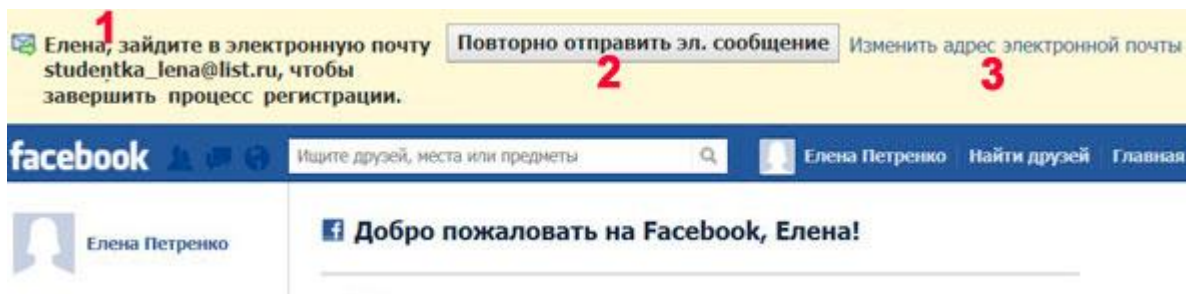 1
Елена, зайдите в электронную почту
studentka_lena@list.ru, чтобы
завершить процесс регистрации.
Повторно отправить эл. сообщение
2
Изменить адрес электронной почты
3
facebook
Ищите друзей, места или предметы
Елена Петренко Найти друзей Главная
Елена Петренко
Добро пожаловать на Facebook, Елена!